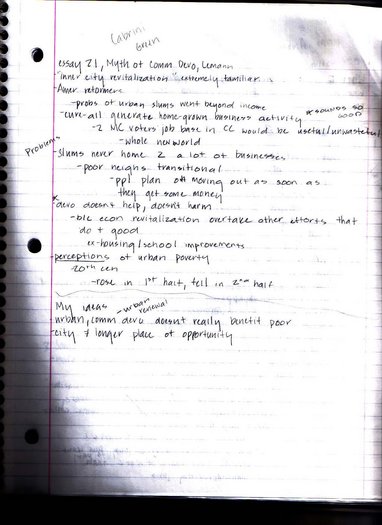 Cabrini
Green
essay 21, Myth of Comm Devo, Lemann
"inner city revitalization" extremely familiar
Amer reformers
-probs of urban slums went beyond income
-cure-all generate home-grown business activity *sounds so good
-2 MC voters job base in CC would be useful/unwasteful
-whole new world
Problems
-slums never home 2 a lot of businesses
-poor neighs transitional
-ppl plan on moving out as soon as
they get some money
*devo doesn't help, doesn't harm
-b/c econ revitalization overtake other efforts that
do + good
ex-housing/school improvements
-perceptions of urban poverty
20th cen
-rose in 1st half, fell in 2nd half
My ideas -urban renewal
-urban, comm devo doesn't really benefit poor
-city ≠ longer place of opportunity